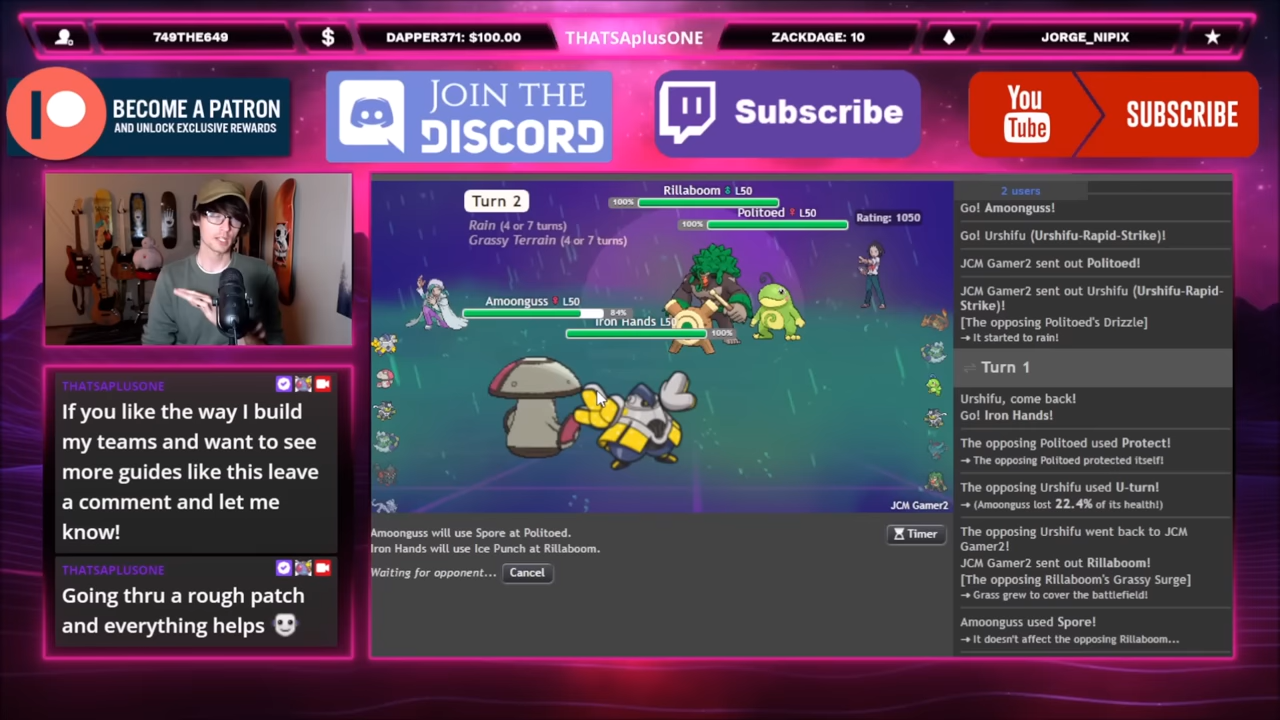 749THE649
$
DAPPER371: $100.00
THATSAplusONE
ZACKDAGE: 10
JORGE_NIPIX
BECOME A PATRON
AND UNLOCK EXCLUSIVE REWARDS
JOIN THE
DISCORD
Subscribe
You
Tube
SUBSCRIBE
Turn 2
Rain (4 or 7 turns)
Grassy Terrain (4 or 7 turns)
Rillaboom L50
100%
Politoed L50
100%
Rating: 1050
Amoonguss L50
84%
Iron Hands L50
100%
JCM Gamer2
Amoonguss will use Spore at Politoed.
Iron Hands will use Ice Punch at Rillaboom.
Waiting for opponent...
Cancel
Timer
2 users
Go! Amoonguss!
Go! Urshifu (Urshifu-Rapid-Strike)!
JCM Gamer2 sent out Politoed!
JCM Gamer2 sent out Urshifu (Urshifu-Rapid-
Strike)!
[The opposing Politoed's Drizzle]
→ It started to rain!
Turn 1
Urshifu, come back!
Go! Iron Hands!
The opposing Politoed used Protect!
→ The opposing Politoed protected itself!
The opposing Urshifu used U-turn!
→ (Amoonguss lost 22.4% of its health!)
The opposing Urshifu went back to JCM
Gamer2!
JCM Gamer2 sent out Rillaboom!
[The opposing Rillaboom's Grassy Surge]
→ Grass grew to cover the battlefield!
Amoonguss used Spore!
→ It doesn't affect the opposing Rillaboom...
THATSAPLUSONE
If you like the way I build
my teams and want to see
more guides like this leave
a comment and let me
know!
THATSAPLUSONE
Going thru a rough patch
and everything helps